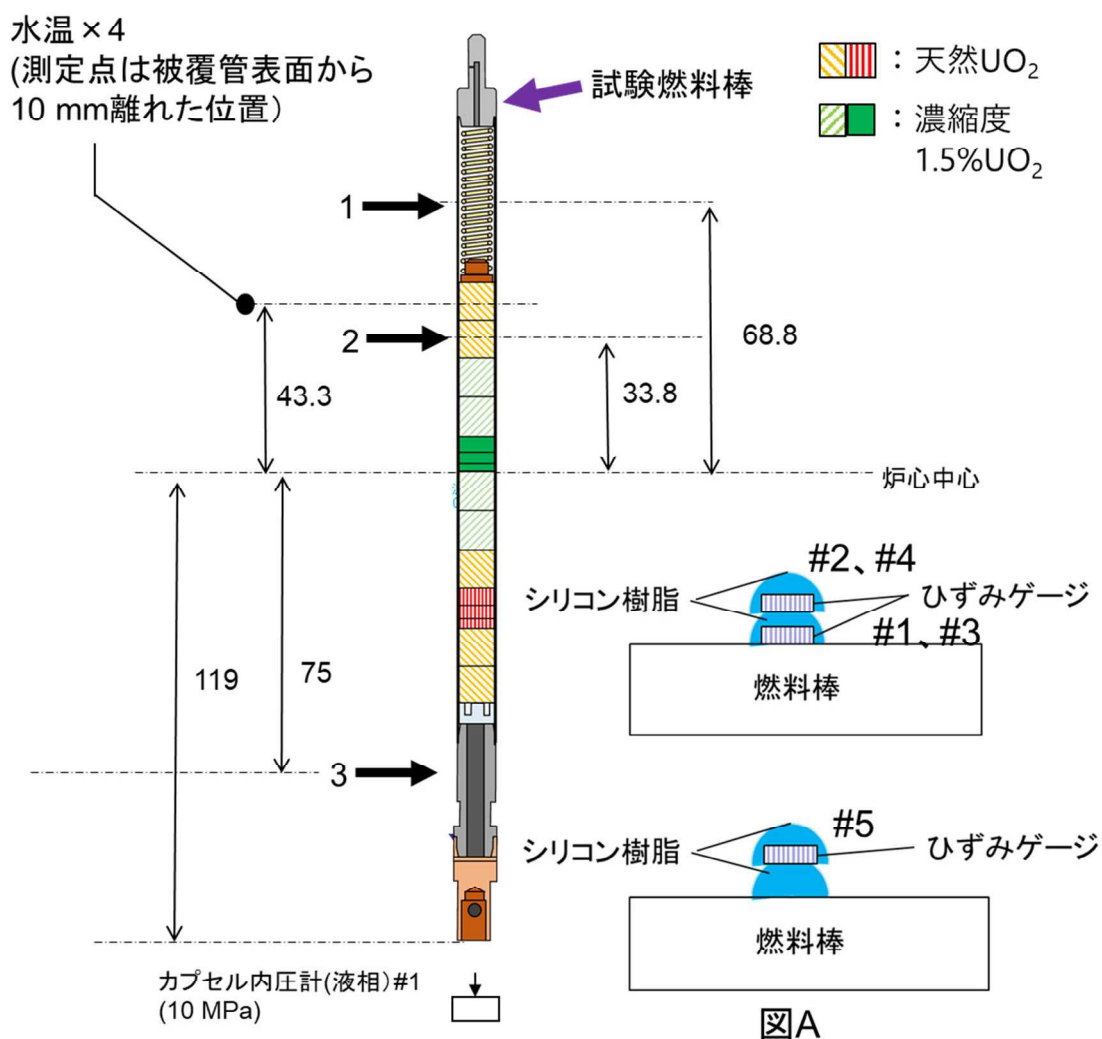 水温×4
(測定点は被覆管表面から
10 mm離れた位置)
試験燃料棒
：天然UO₂
：濃縮度
1.5%UO₂
1
2
43.3
33.8
68.8
炉心中心
119
75
3
#2、#4
シリコン樹脂
ひずみゲージ
#1、#3
燃料棒
#5
シリコン樹脂
ひずみゲージ
燃料棒
カプセル内圧計(液相)#1
(10 MPa)
図A